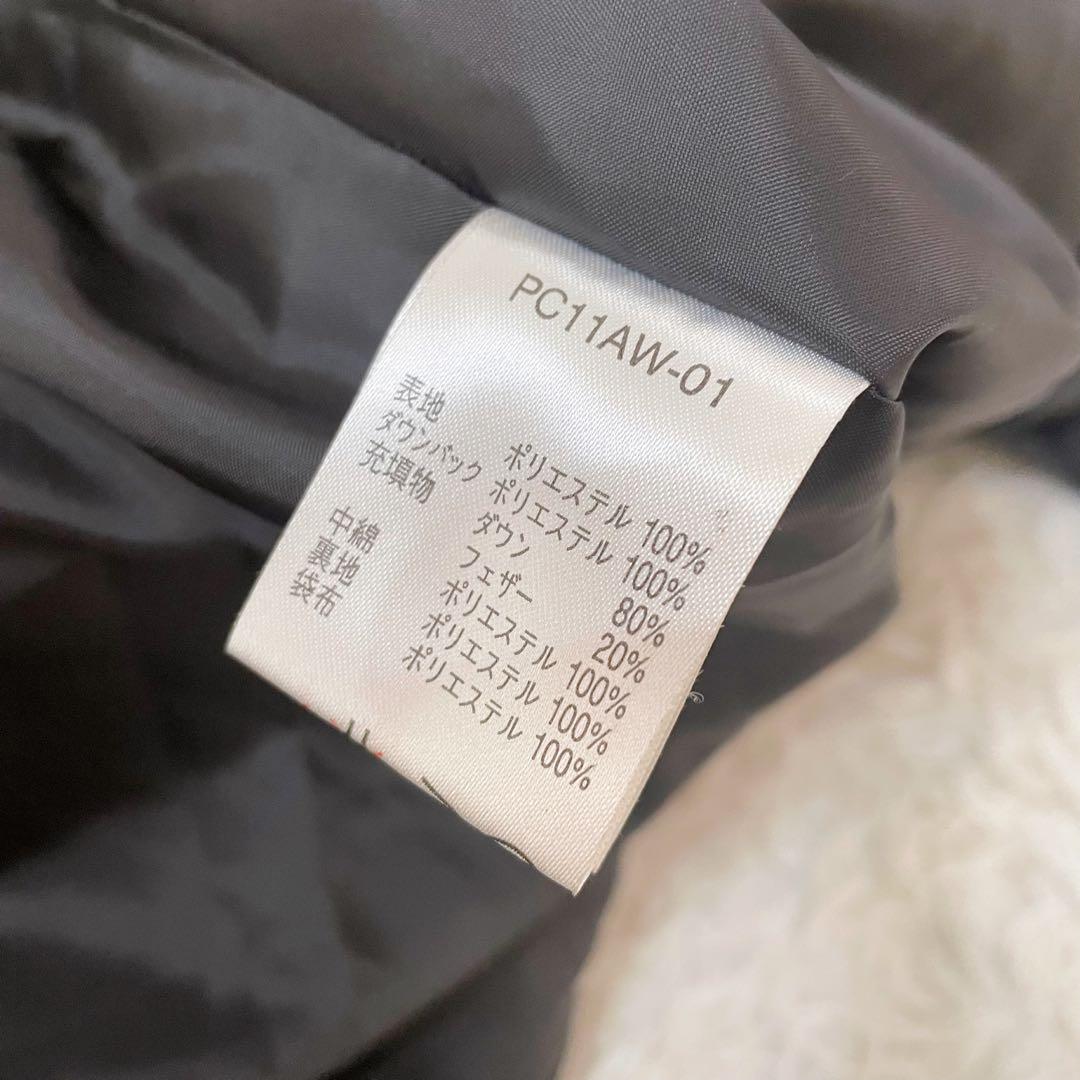 PC11AW-01
表地 ポリエステル 100%
ダウンパック ポリエステル 100%
充填物 ダウン 80%
フェザー 20%
中綿 ポリエステル 100%
裏地 ポリエステル 100%
袋布 ポリエステル 100%